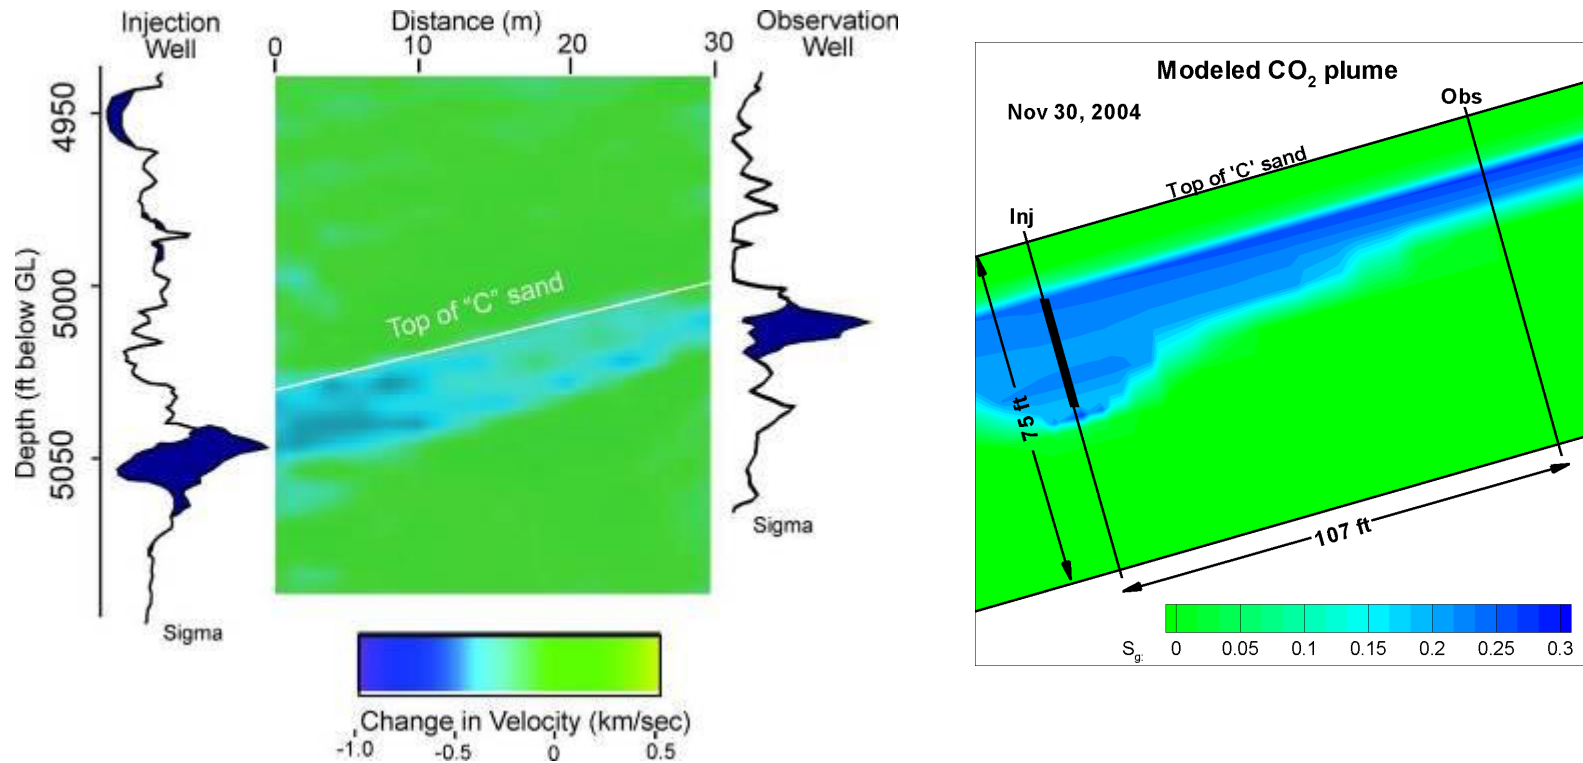 Injection
Well
Distance (m)
Observation
Well
0
10
20
30
4950
5000
5050
Depth (ft below GL)
Top of “C” sand
Sigma
Sigma
Change in Velocity (km/sec)
-1.0
-0.5
0
0.5
Modeled CO2 plume
Nov 30, 2004
Obs
Top of 'C' sand
Inj
75 ft
107 ft
Sg:
0 0.05 0.1 0.15 0.2 0.25 0.3